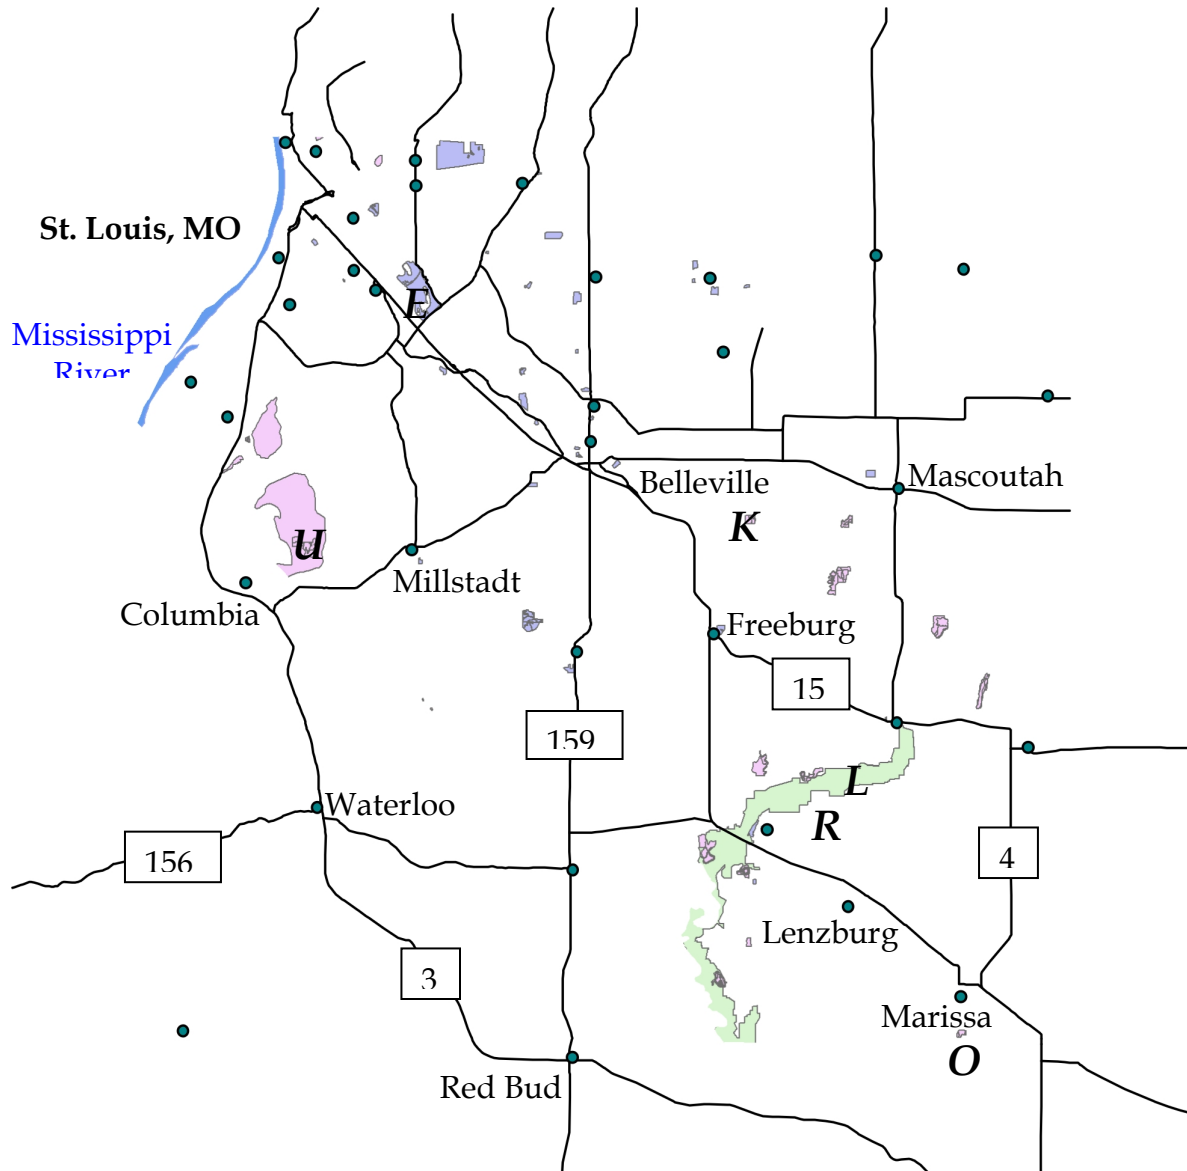 St. Louis, MO
E
Mississippi
River
Belleville
Mascoutah
K
U
Millstadt
Columbia
Freeburg
15
159
L
Waterloo
R
156
4
Lenzburg
3
Marissa
O
Red Bud